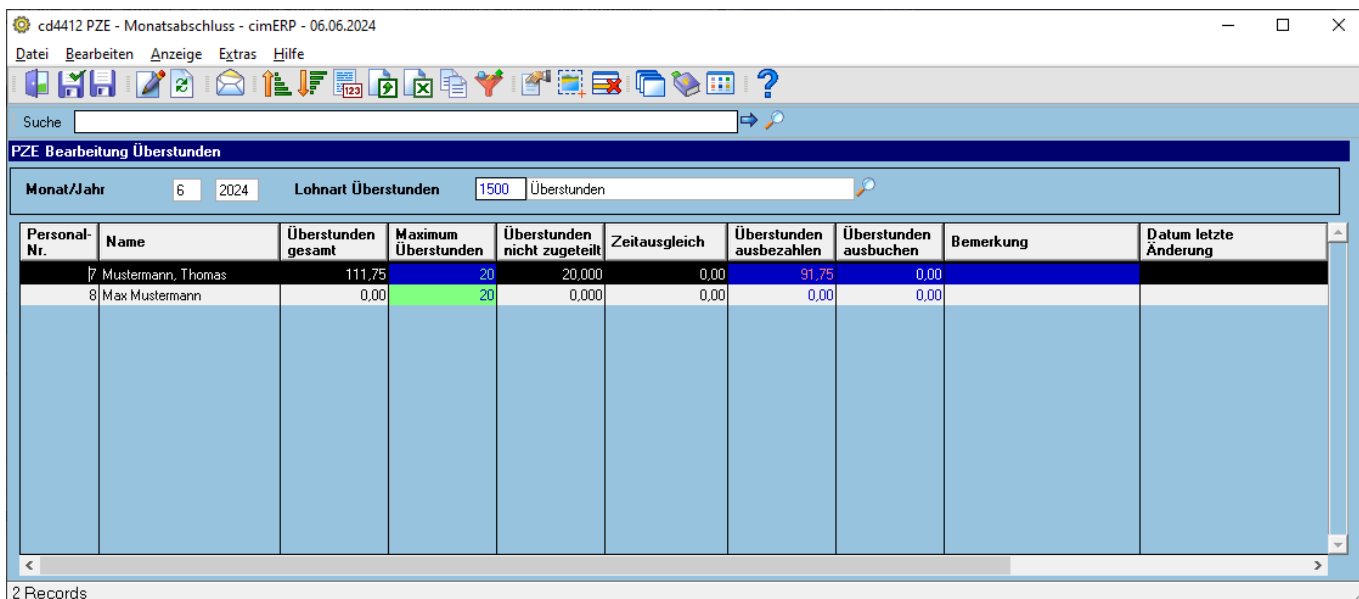 cd4412 PZE - Monatsabschluss - cimERP - 06.06.2024
Datei Bearbeiten Anzeige Extras Hilfe
123
Suche
PZE Bearbeitung Überstunden
Monat/Jahr 6 2024 Lohnart Überstunden 1500 Überstunden
Personal-Nr. Name Überstunden gesamt Maximum Überstunden Überstunden nicht zugeteilt Zeitausgleich Überstunden ausbezahlen Überstunden ausbuchen Bemerkung Datum letzte Änderung
7 Mustermann, Thomas 111,75 20 20,000 0,00 91,75 0,00
8 Max Mustermann 0,00 20 0,000 0,00 0,00 0,00
2 Records